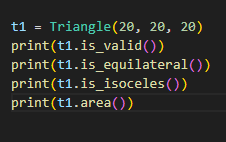 t1 = Triangle(20, 20, 20)
print(t1.is_valid())
print(t1.is_equilateral())
print(t1.is_isoceles())
print(t1.area())